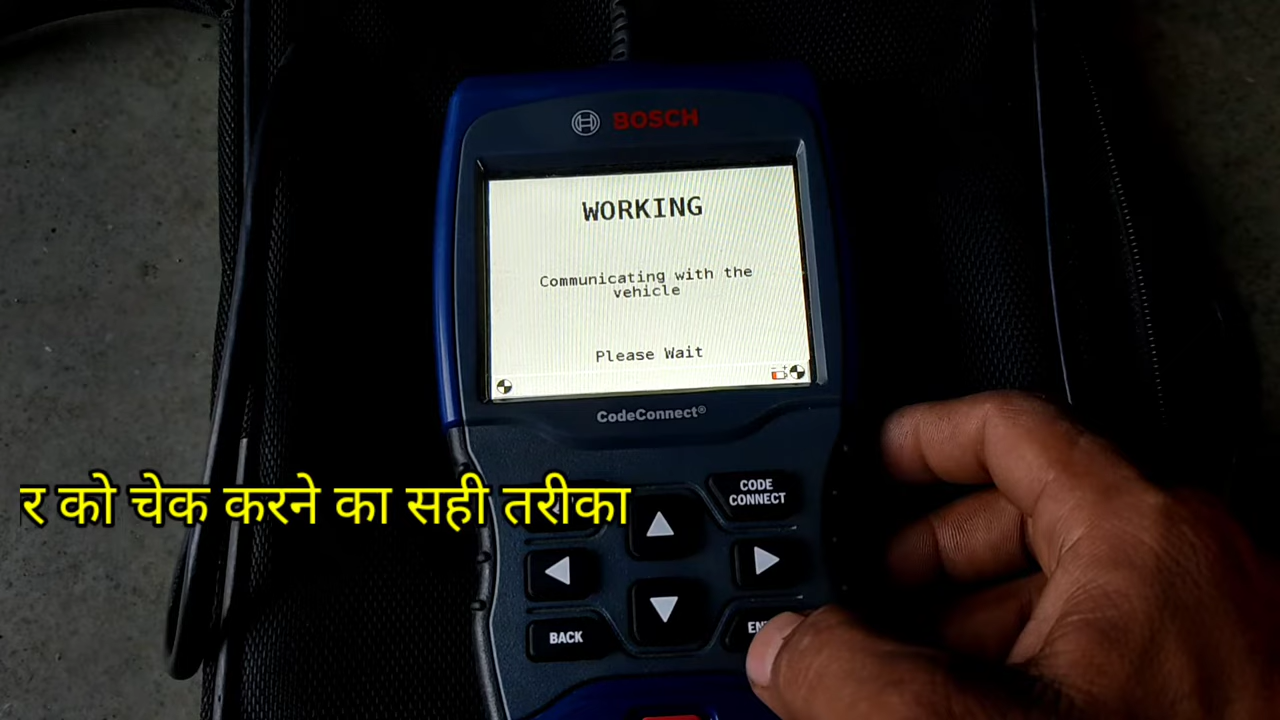 BOSCH
WORKING
Communicating with the
vehicle
Please Wait
CodeConnect®
र को चेक करने का सही तरीका
CODE
CONNECT
BACK